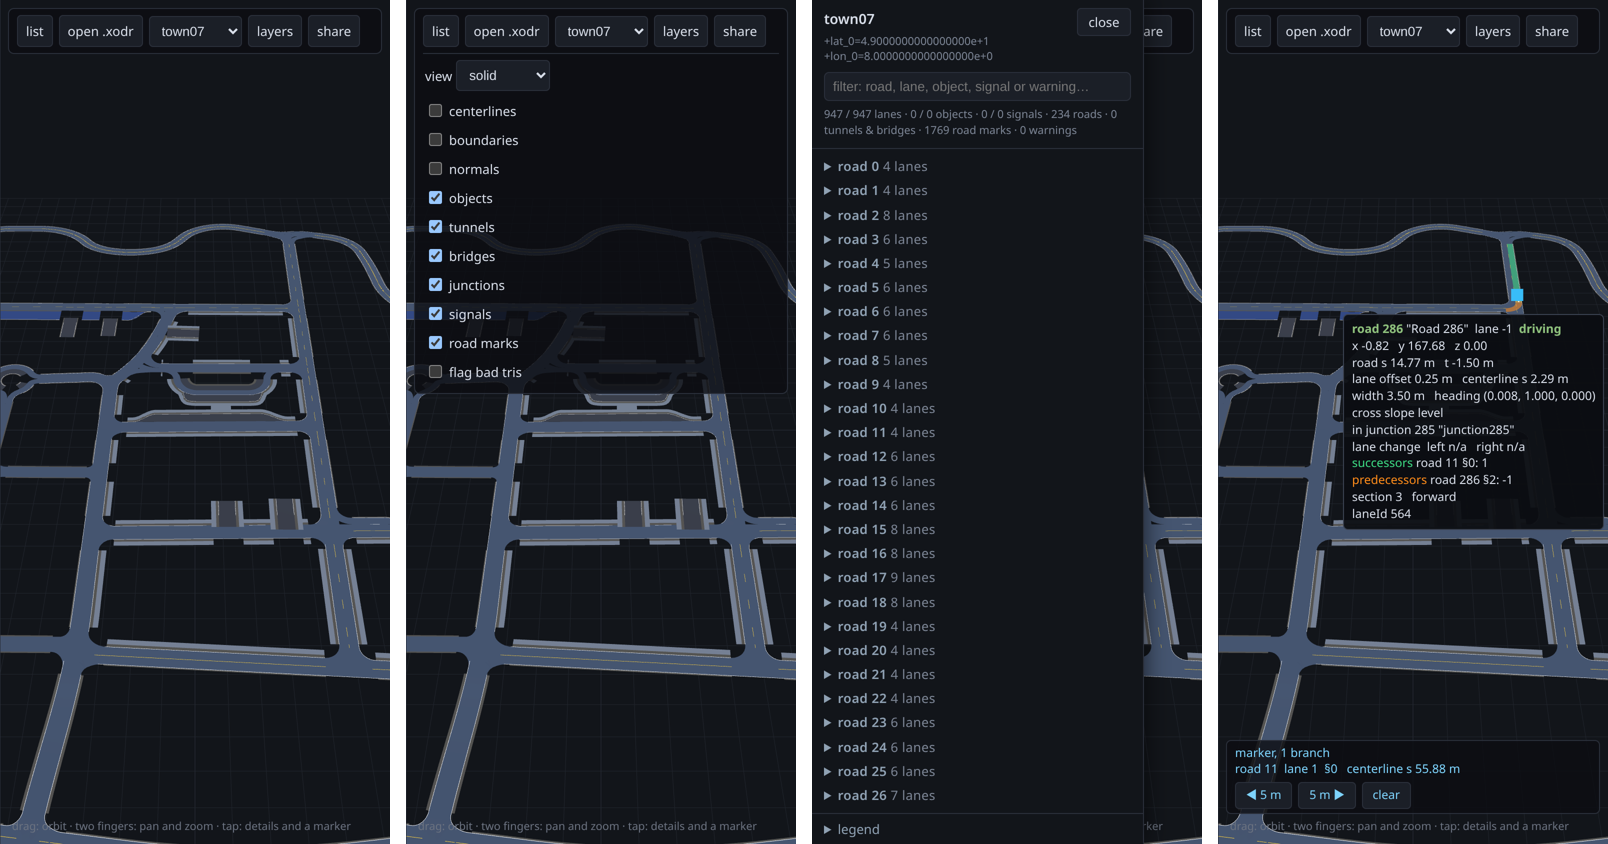 list open .xodr town07 layers share
drag: orbit · two fingers: pan and zoom · tap: details and a marker
list open .xodr town07 layers share
view solid
centerlines
boundaries
normals
objects
tunnels
bridges
junctions
signals
road marks
flag bad tris
drag: orbit · two fingers: pan and zoom · tap: details and a marker
town07 close
+lat_0=4.9000000000000000e+1
+lon_0=8.0000000000000000e+0
filter: road, lane, object, signal or warning…
947 / 947 lanes · 0 / 0 objects · 0 / 0 signals · 234 roads · 0
tunnels & bridges · 1769 road marks · 0 warnings
road 0 4 lanes
road 1 4 lanes
road 2 8 lanes
road 3 6 lanes
road 4 5 lanes
road 5 6 lanes
road 6 6 lanes
road 7 6 lanes
road 8 5 lanes
road 9 4 lanes
road 10 4 lanes
road 11 4 lanes
road 12 6 lanes
road 13 6 lanes
road 14 6 lanes
road 15 8 lanes
road 16 8 lanes
road 17 9 lanes
road 18 8 lanes
road 19 4 lanes
road 20 4 lanes
road 21 4 lanes
road 22 4 lanes
road 23 6 lanes
road 24 6 lanes
road 25 6 lanes
road 26 7 lanes
legend
are
rker
list open .xodr town07 layers share
road 286 "Road 286" lane -1 driving
x -0.82 y 167.68 z 0.00
road s 14.77 m t -1.50 m
lane offset 0.25 m centerline s 2.29 m
width 3.50 m heading (0.008, 1.000, 0.000)
cross slope level
in junction 285 "junction285"
lane change left n/a right n/a
successors road 11 §0: 1
predecessors road 286 §2: -1
section 3 forward
laneId 564
marker, 1 branch
road 11 lane 1 §0 centerline s 55.88 m
◀ 5 m 5 m ▶ clear
drag: orbit · two fingers: pan and zoom · tap: details and a marker